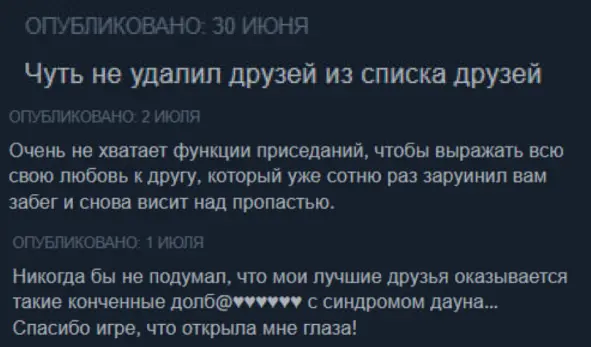 ОПУБЛИКОВАНО: 30 ИЮНЯ
Чуть не удалил друзей из списка друзей
ОПУБЛИКОВАНО: 2 ИЮЛЯ
Очень не хватает функции приседаний, чтобы выражать всю
свою любовь к другу, который уже сотню раз заруинил вам
забег и снова висит над пропастью.
ОПУБЛИКОВАНО: 1 ИЮЛЯ
Никогда бы не подумал, что мои лучшие друзья оказывается
такие конченные долб@♥♥♥♥♥♥ с синдромом дауна...
Спасибо игре, что открыла мне глаза!